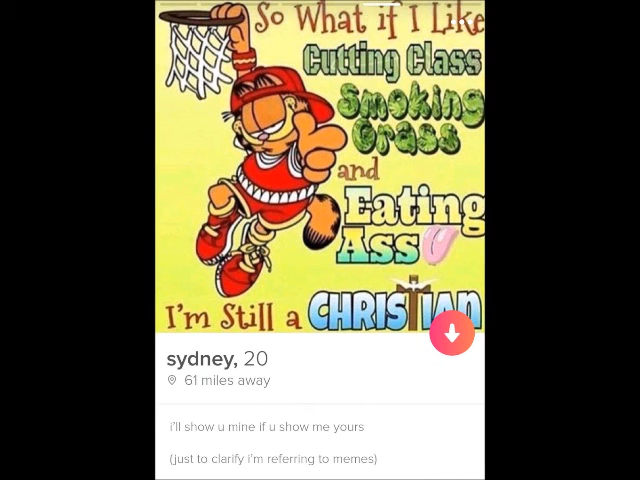 So What if I Like
Cutting Class
Smoking
Grass
and
Eating
Ass
I'm Still a CHRISTIAN
sydney, 20
61 miles away
i'll show u mine if u show me yours
(just to clarify i'm referring to memes)